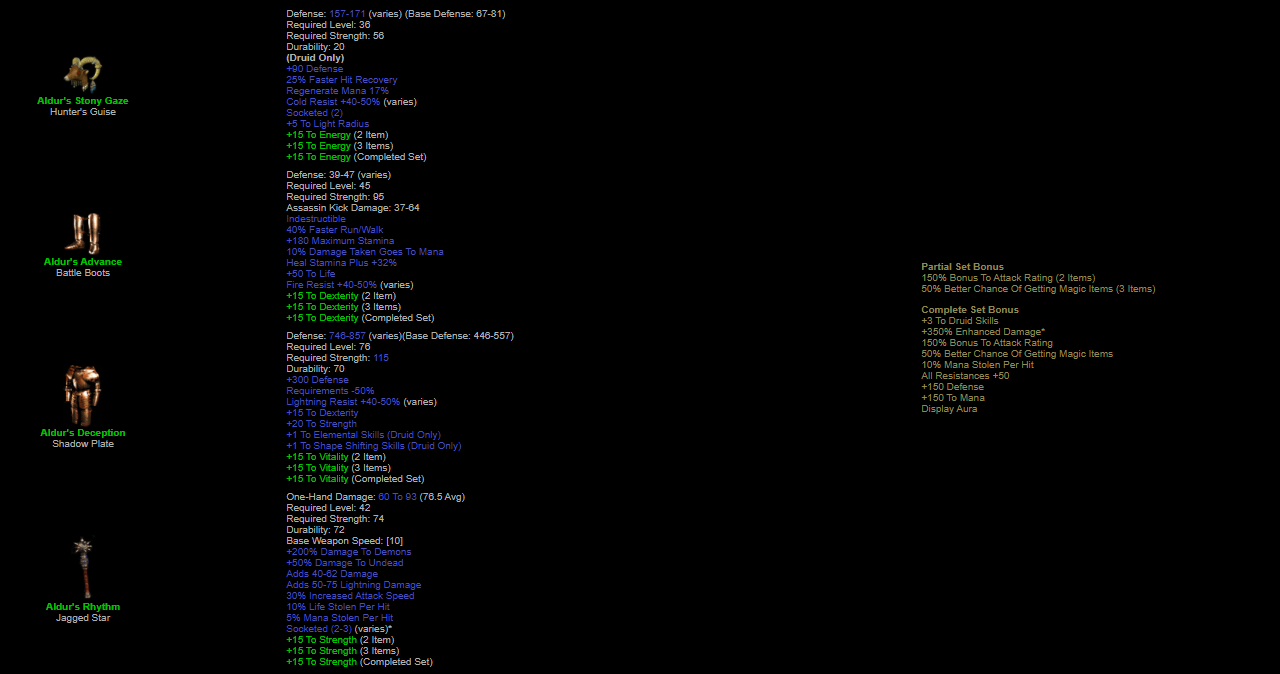 Aldur's Stony Gaze
Hunter's Guise
Defense: 157-171 (varies) (Base Defense: 67-81)
Required Level: 36
Required Strength: 56
Durability: 20
(Druid Only)
+90 Defense
25% Faster Hit Recovery
Regenerate Mana 17%
Cold Resist +40-50% (varies)
Socketed (2)
+5 To Light Radius
+15 To Energy (2 Item)
+15 To Energy (3 Items)
+15 To Energy (Completed Set)
Aldur's Advance
Battle Boots
Defense: 39-47 (varies)
Required Level: 45
Required Strength: 95
Assassin Kick Damage: 37-64
Indestructible
40% Faster Run/Walk
+180 Maximum Stamina
10% Damage Taken Goes To Mana
Heal Stamina Plus +32%
+50 To Life
Fire Resist +40-50% (varies)
+15 To Dexterity (2 Item)
+15 To Dexterity (3 Items)
+15 To Dexterity (Completed Set)
Aldur's Deception
Shadow Plate
Defense: 746-857 (varies)(Base Defense: 446-557)
Required Level: 76
Required Strength: 115
Durability: 70
+300 Defense
Requirements -50%
Lightning Resist +40-50% (varies)
+15 To Dexterity
+20 To Strength
+1 To Elemental Skills (Druid Only)
+1 To Shape Shifting Skills (Druid Only)
+15 To Vitality (2 Item)
+15 To Vitality (3 Items)
+15 To Vitality (Completed Set)
Aldur's Rhythm
Jagged Star
One-Hand Damage: 60 To 93 (76.5 Avg)
Required Level: 42
Required Strength: 74
Durability: 72
Base Weapon Speed: [10]
+200% Damage To Demons
+50% Damage To Undead
Adds 40-62 Damage
Adds 50-75 Lightning Damage
30% Increased Attack Speed
10% Life Stolen Per Hit
5% Mana Stolen Per Hit
Socketed (2-3) (varies)*
+15 To Strength (2 Item)
+15 To Strength (3 Items)
+15 To Strength (Completed Set)
Partial Set Bonus
150% Bonus To Attack Rating (2 Items)
50% Better Chance Of Getting Magic Items (3 Items)
Complete Set Bonus
+3 To Druid Skills
+350% Enhanced Damage*
150% Bonus To Attack Rating
50% Better Chance Of Getting Magic Items
10% Mana Stolen Per Hit
All Resistances +50
+150 Defense
+150 To Mana
Display Aura